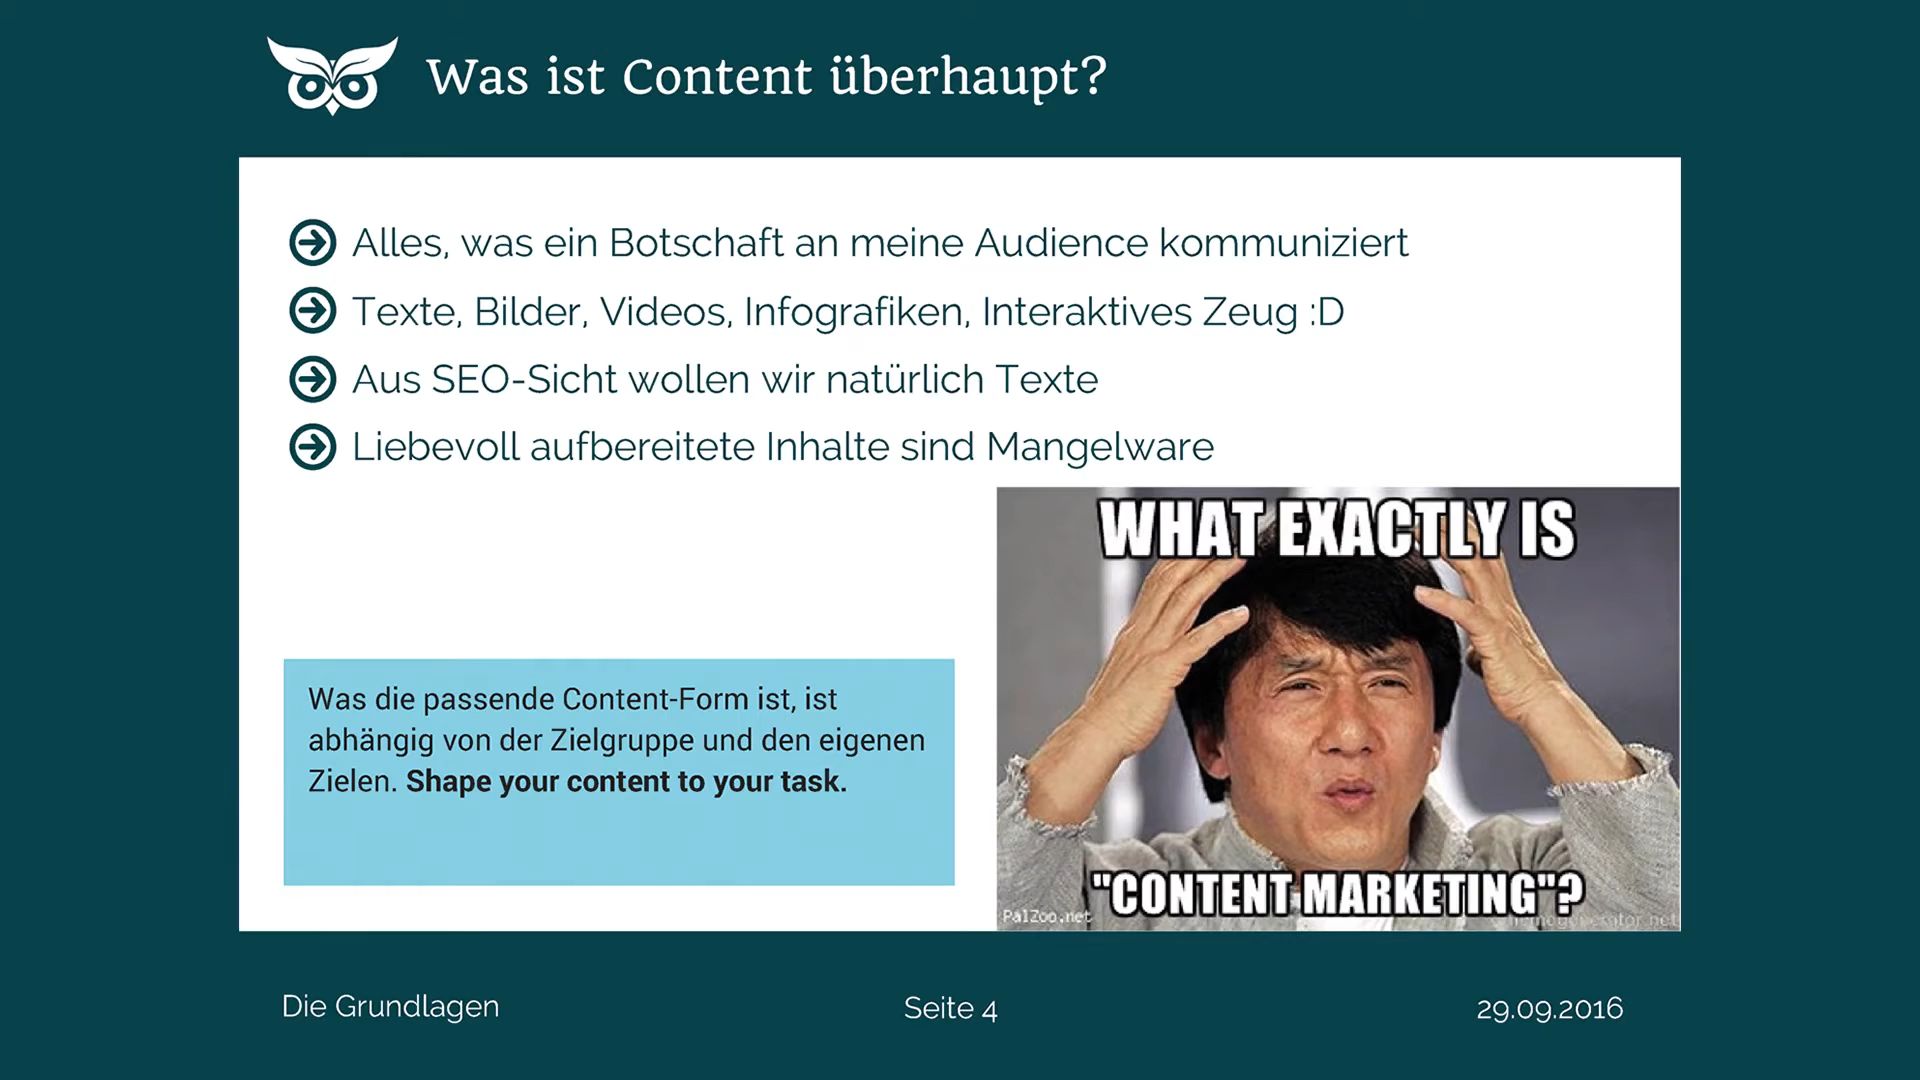 Was ist Content überhaupt?
Alles, was ein Botschaft an meine Audience kommuniziert
Texte, Bilder, Videos, Infografiken, Interaktives Zeug :D
Aus SEO-Sicht wollen wir natürlich Texte
Liebevoll aufbereitete Inhalte sind Mangelware
WHAT EXACTLY IS
"CONTENT MARKETING"?
PalZoo.net
memegenerator.net
Was die passende Content-Form ist, ist
abhängig von der Zielgruppe und den eigenen
Zielen. Shape your content to your task.
Die Grundlagen
Seite 4
29.09.2016